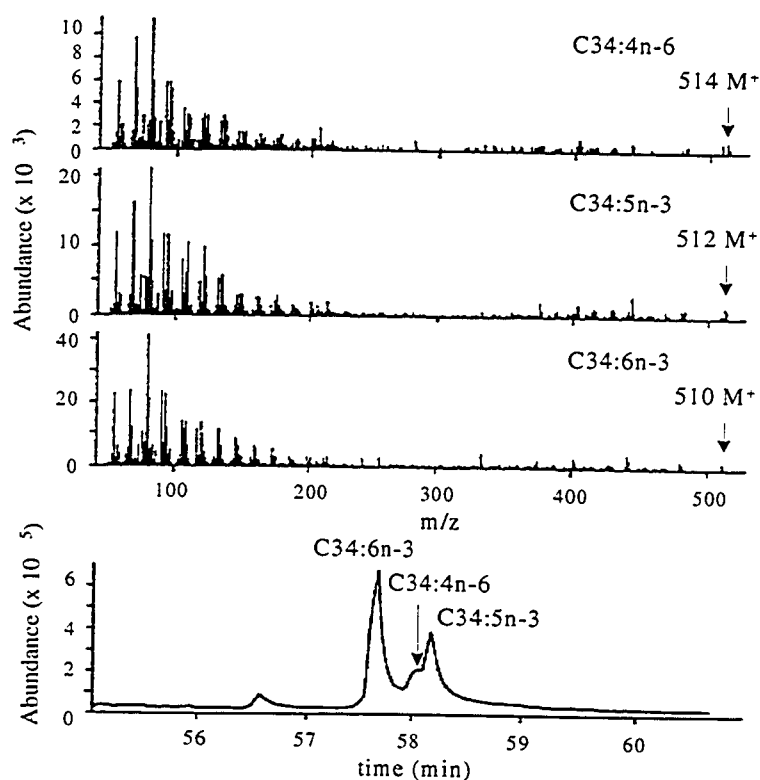 C34:4n-6
514 M+
10
8
6
4
2
0
C34:5n-3
512 M+
20
10
0
C34:6n-3
510 M+
40
20
0
100
200
300
400
500
m/z
Abundance (x 10 3)
C34:6n-3
C34:4n-6
C34:5n-3
6
4
2
0
56
57
58
59
60
time (min)
Abundance (x 10 5)